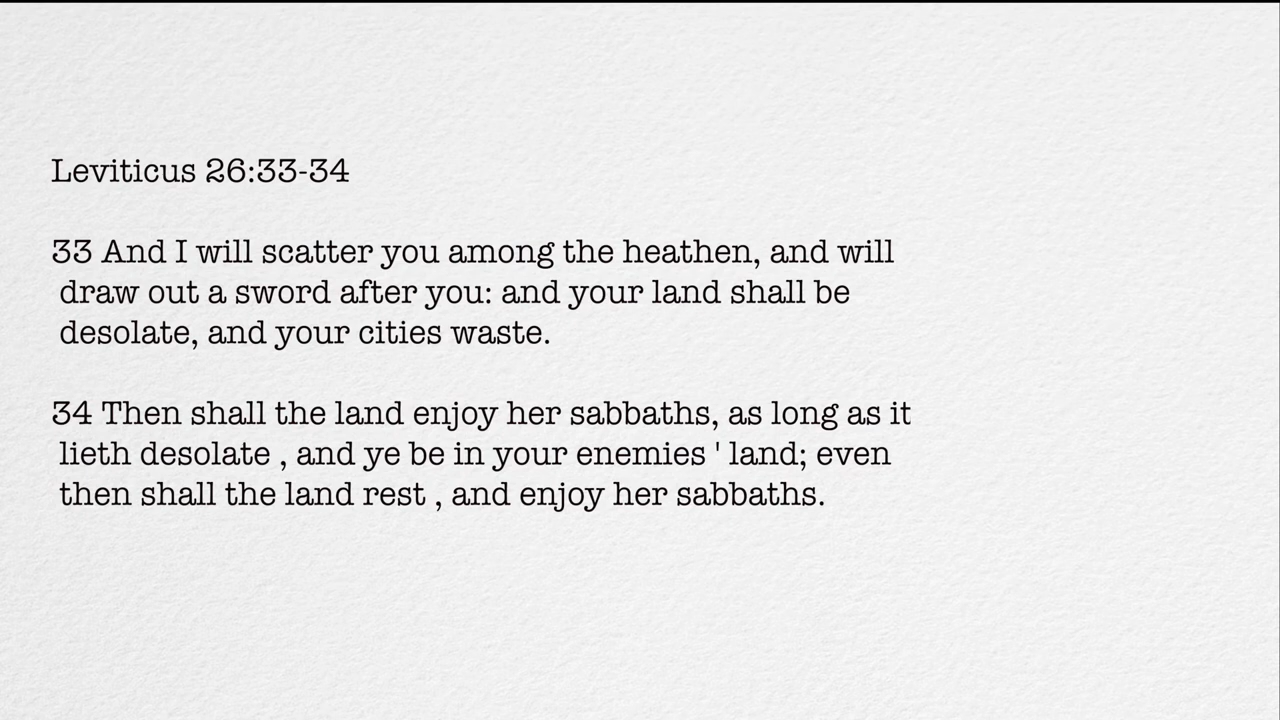 Leviticus 26:33-34
33 And I will scatter you among the heathen, and will
draw out a sword after you: and your land shall be
desolate, and your cities waste.
34 Then shall the land enjoy her sabbaths, as long as it
lieth desolate , and ye be in your enemies ' land; even
then shall the land rest , and enjoy her sabbaths.